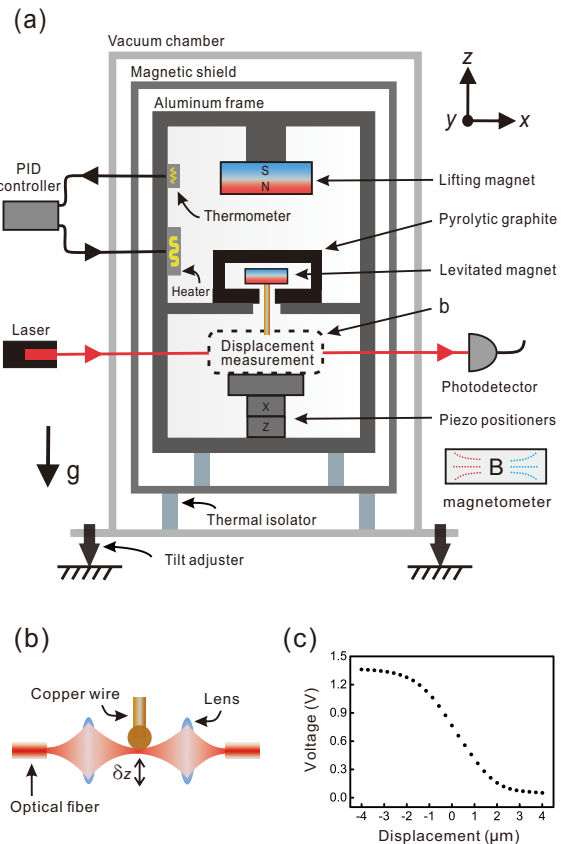 (a)
Vacuum chamber
Magnetic shield
Aluminum frame
z
y
x
PID
controller
S
N
Lifting magnet
Thermometer
Pyrolytic graphite
Levitated magnet
Heater
b
Laser
Displacement
measurement
Photodetector
X
Z
Piezo positioners
g
B
magnetometer
Thermal isolator
Tilt adjuster
(b)
Copper wire
Lens
δz
Optical fiber
(c)
Voltage (V)
1.5
1.2
0.9
0.6
0.3
0.0
-4 -3 -2 -1 0 1 2 3 4
Displacement (μm)